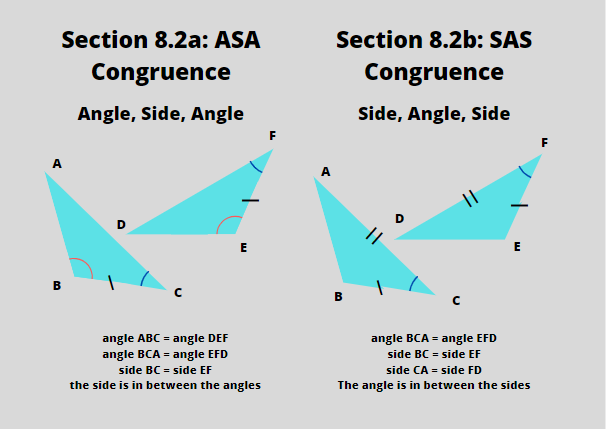 Section 8.2a: ASA
Congruence
Angle, Side, Angle
F
A
D
E
B
C
angle ABC = angle DEF
angle BCA = angle EFD
side BC = side EF
the side is in between the angles
Section 8.2b: SAS
Congruence
Side, Angle, Side
F
A
D
E
B
C
angle BCA = angle EFD
side BC = side EF
side CA = side FD
The angle is in between the sides